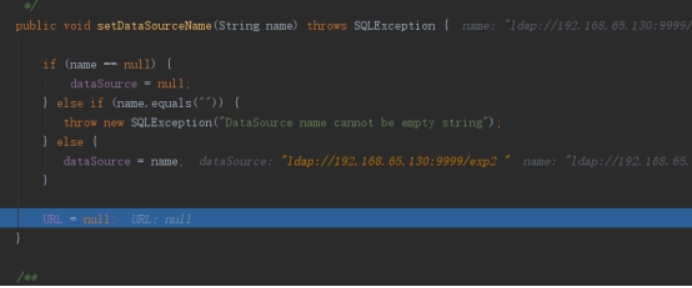 */
public void setDataSourceName(String name) throws SQLException { name: "ldap://192.168.65.130:9999/
if (name == null) {
dataSource = null;
} else if (name.equals("")) {
throw new SQLException("DataSource name cannot be empty string");
} else {
dataSource = name; dataSource: "ldap://192.168.65.130:9999/exp2 " name: "ldap://192.168.65.
}
URL = null; URL: null
}
/**